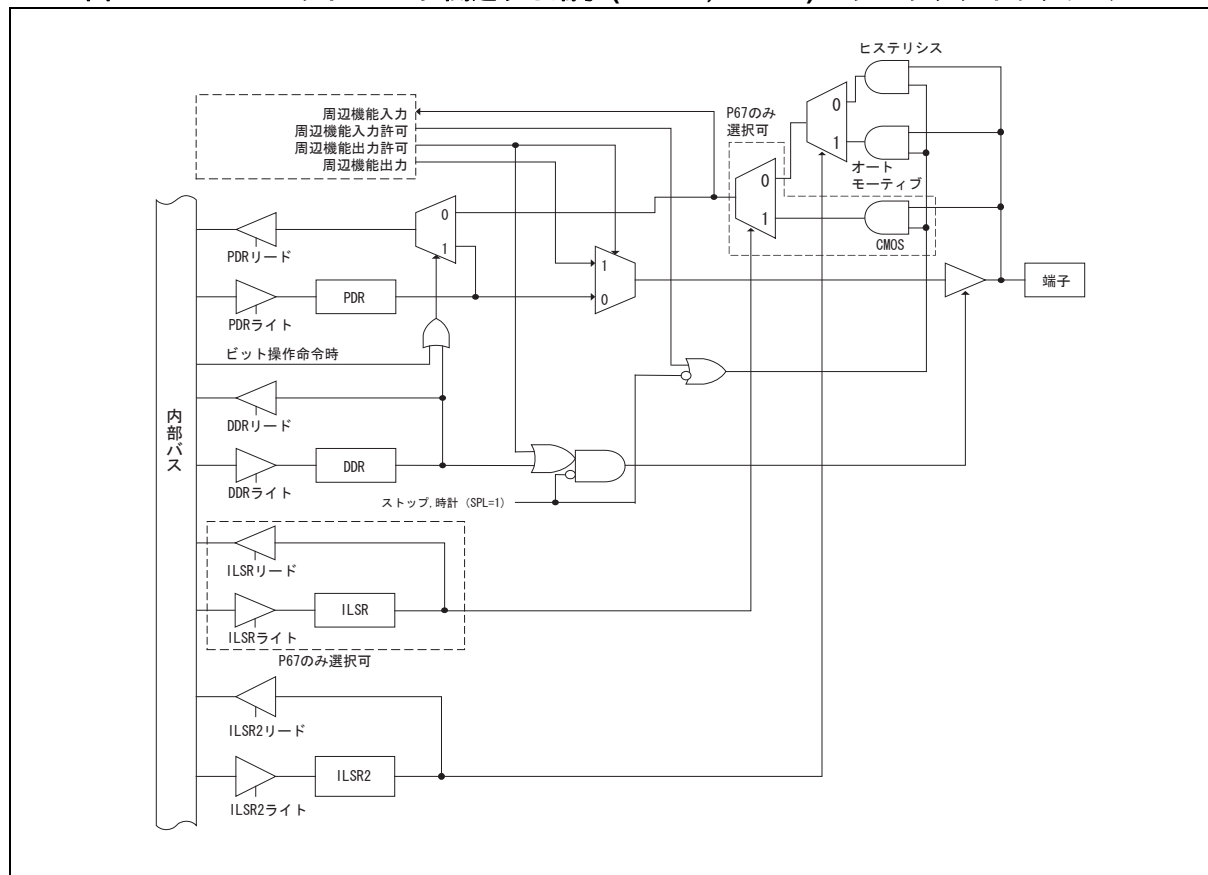 ヒステリシス
0
1
オート
モーティブ
P67のみ
選択可
0
1
CMOS
周辺機能入力
周辺機能入力許可
周辺機能出力許可
周辺機能出力
0
1
PDRリード
1
0
PDR
PDRライト
端子
ビット操作命令時
内部バス
DDRリード
DDR
DDRライト
ストップ,時計 (SPL=1)
ILSRリード
ILSR
ILSRライト
P67のみ選択可
ILSR2リード
ILSR2
ILSR2ライト